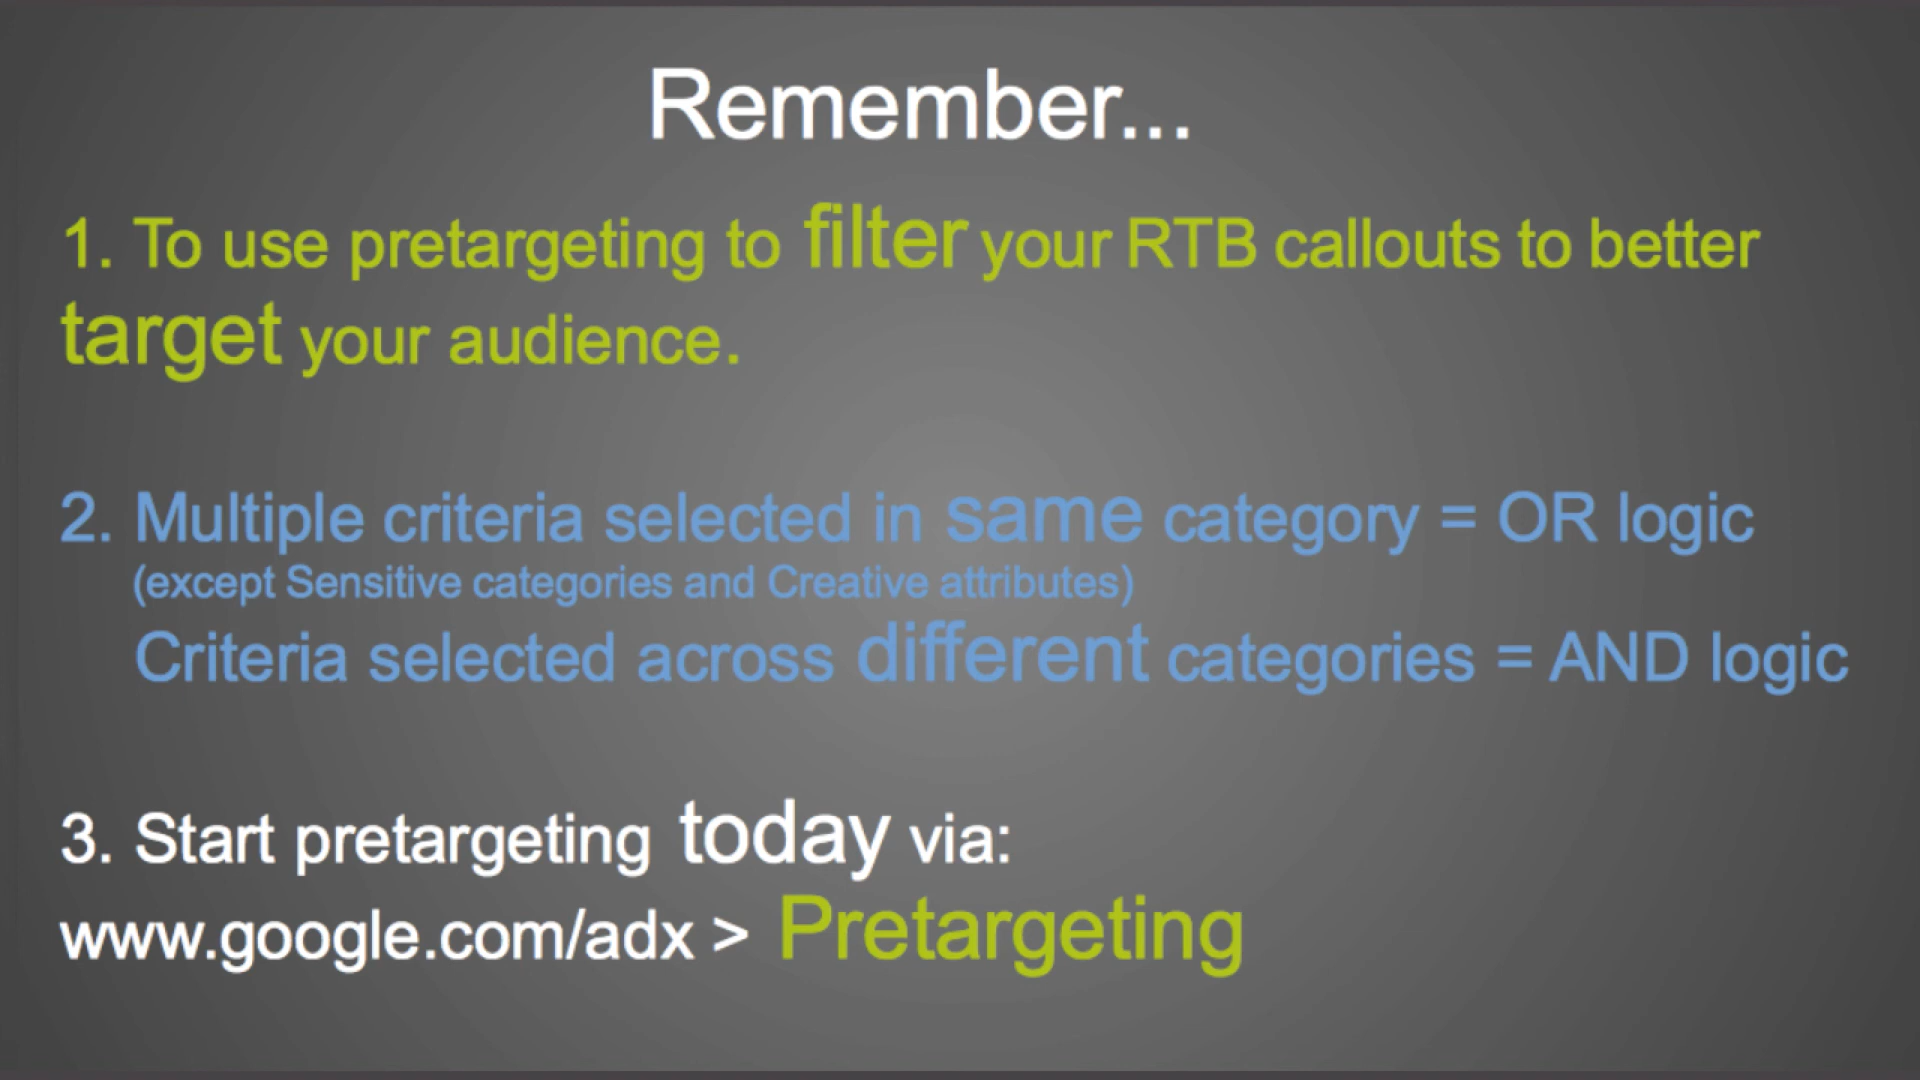 Remember...
1. To use pretargeting to filter your RTB callouts to better
target your audience.
2. Multiple criteria selected in same category = OR logic
(except Sensitive categories and Creative attributes)
Criteria selected across different categories = AND logic
3. Start pretargeting today via:
www.google.com/adx > Pretargeting